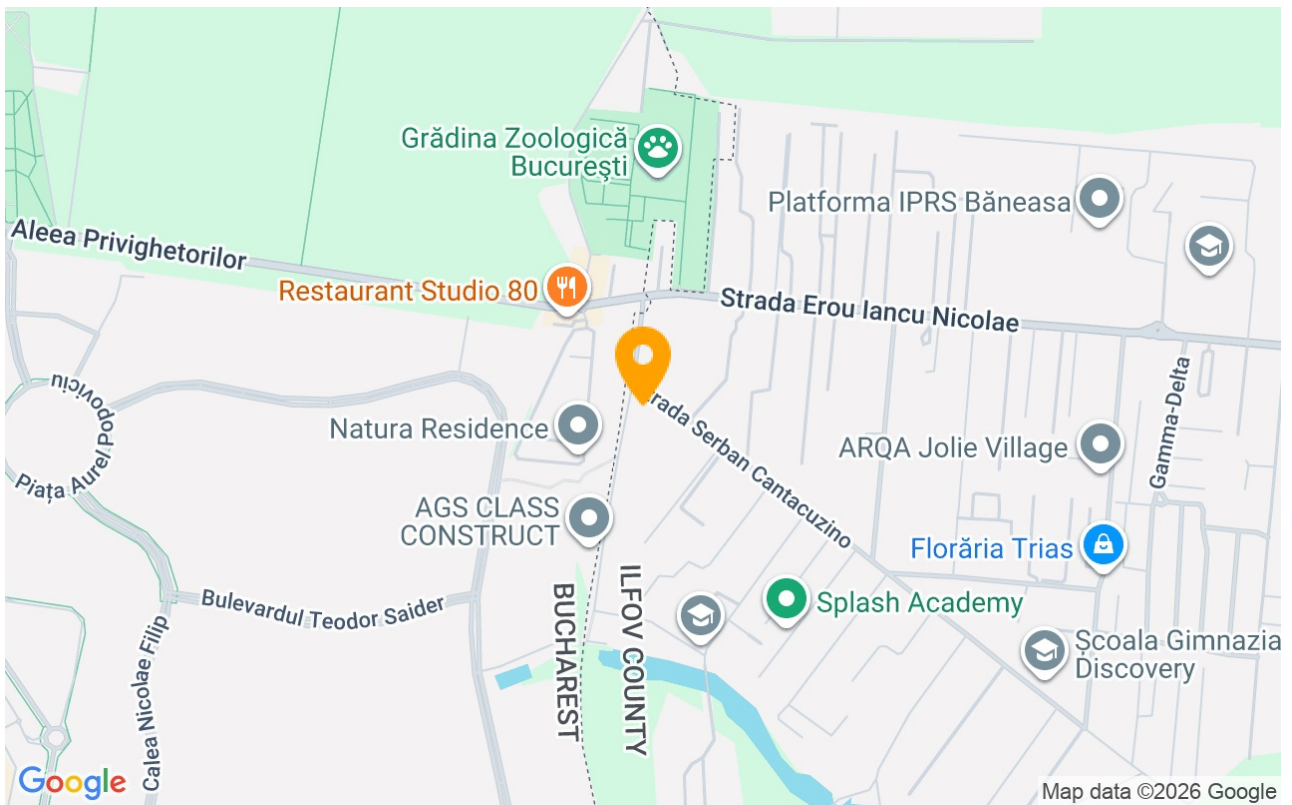 Grădina Zoologică
București
Platforma IPRS Băneasa
Aleea Privighetorilor
Restaurant Studio 80
Strada Erou Iancu Nicolae
Piața Aurel Popoviciu
Natura Residence
Strada Serban Cantacuzino
ARQA Jolie Village
Gamma-Delta
AGS CLASS
CONSTRUCT
Florăria Trias
BUCHAREST
ILFOV COUNTY
Bulevardul Teodor Saider
Splash Academy
Calea Nicolae Filip
Școala Gimnazia
Discovery
Google
Map data ©2026 Google